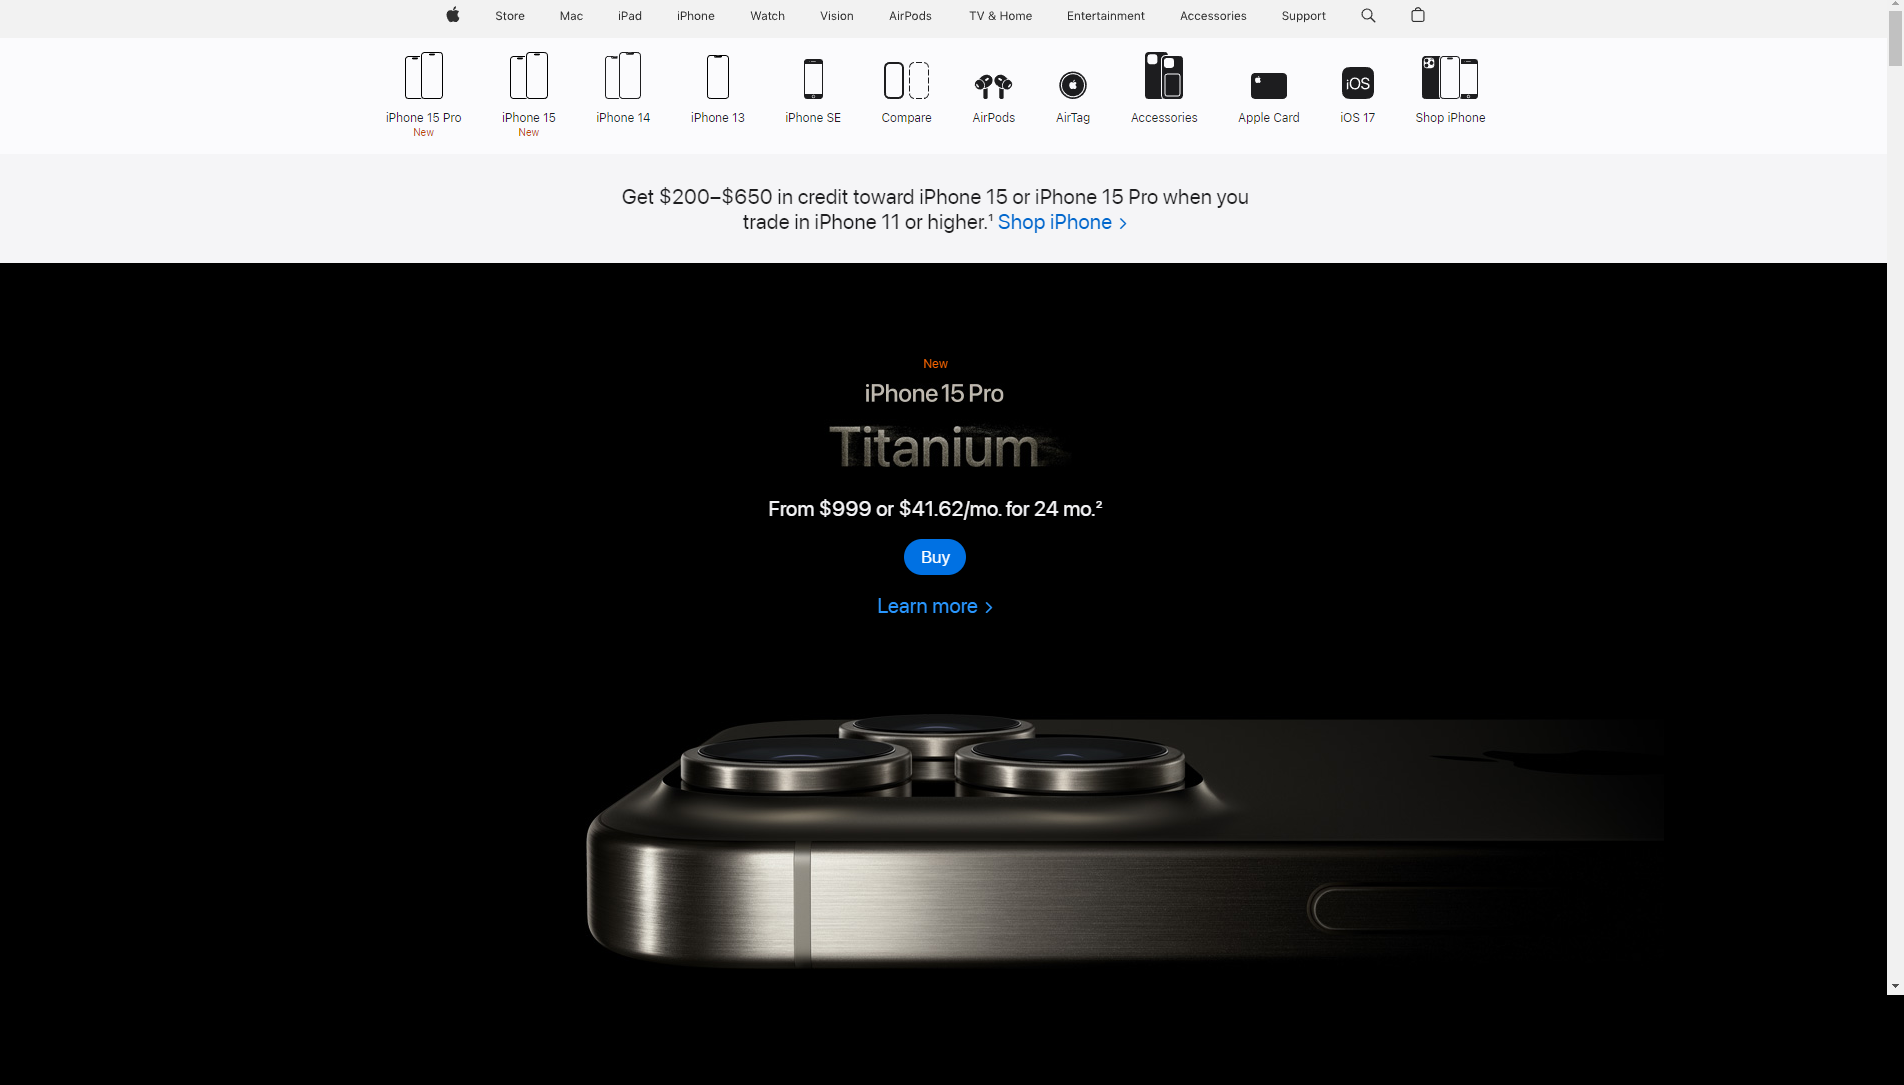 Store Mac iPad iPhone Watch Vision AirPods TV & Home Entertainment Accessories Support
iPhone 15 Pro
New
iPhone 15
New
iPhone 14
iPhone 13
iPhone SE
Compare
AirPods
AirTag
Accessories
Apple Card
iOS
iOS 17
Shop iPhone
Get $200–$650 in credit toward iPhone 15 or iPhone 15 Pro when you
trade in iPhone 11 or higher.¹ Shop iPhone >
New
iPhone 15 Pro
Titanium
From $999 or $41.62/mo. for 24 mo.²
Buy
Learn more >